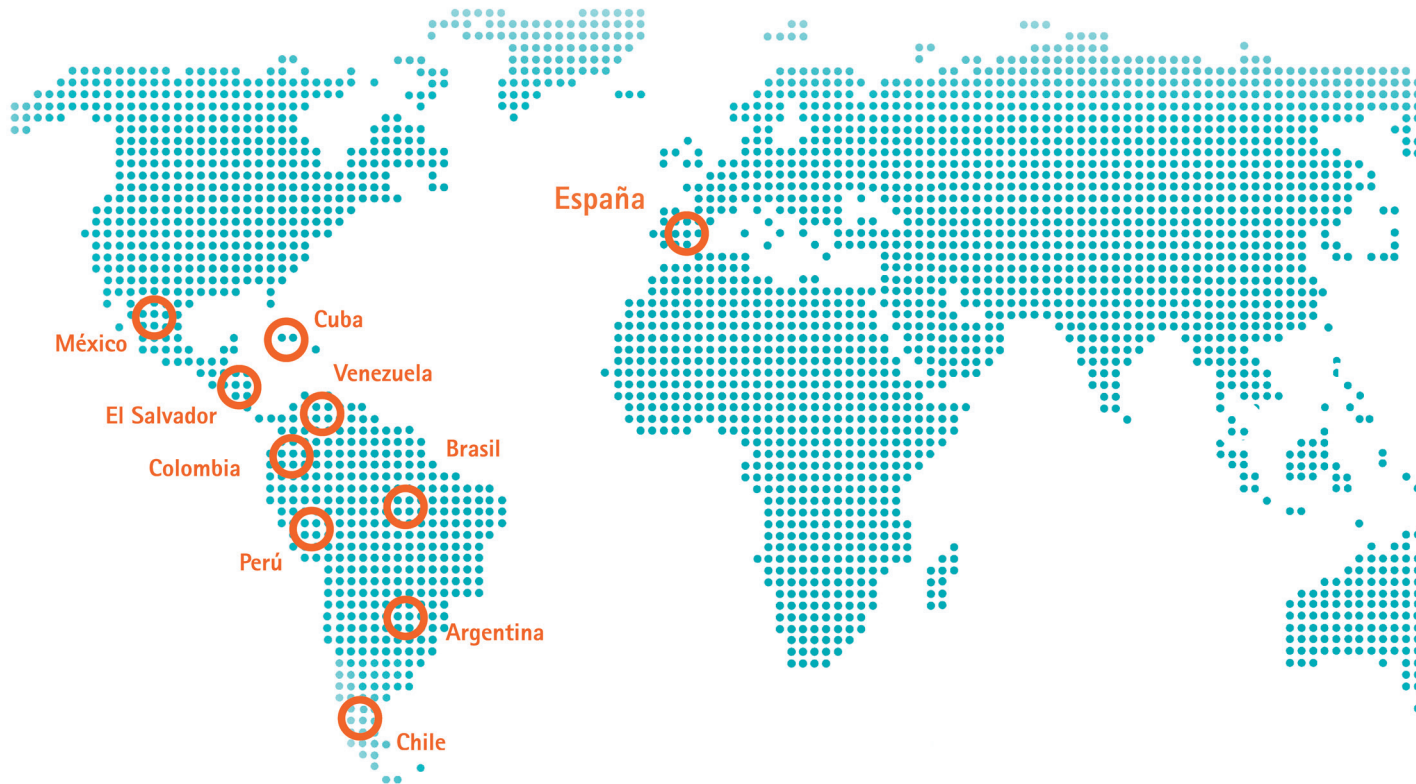 España
Cuba
México
Venezuela
El Salvador
Brasil
Colombia
Perú
Argentina
Chile